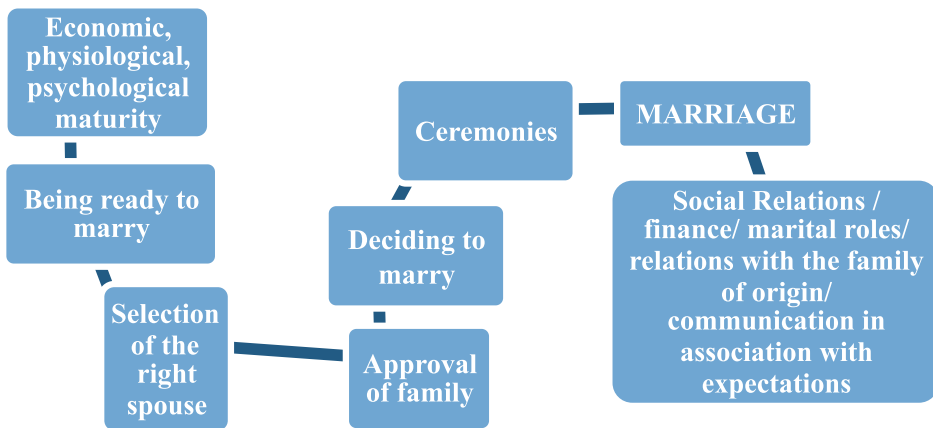 Economic,
physiological,
psychological
maturity
Being ready to
marry
Selection
of the
right
spouse
Approval
of family
Deciding to
marry
Ceremonies
MARRIAGE
Social Relations /
finance/ marital roles/
relations with the family
of origin/
communication in
association with
expectations